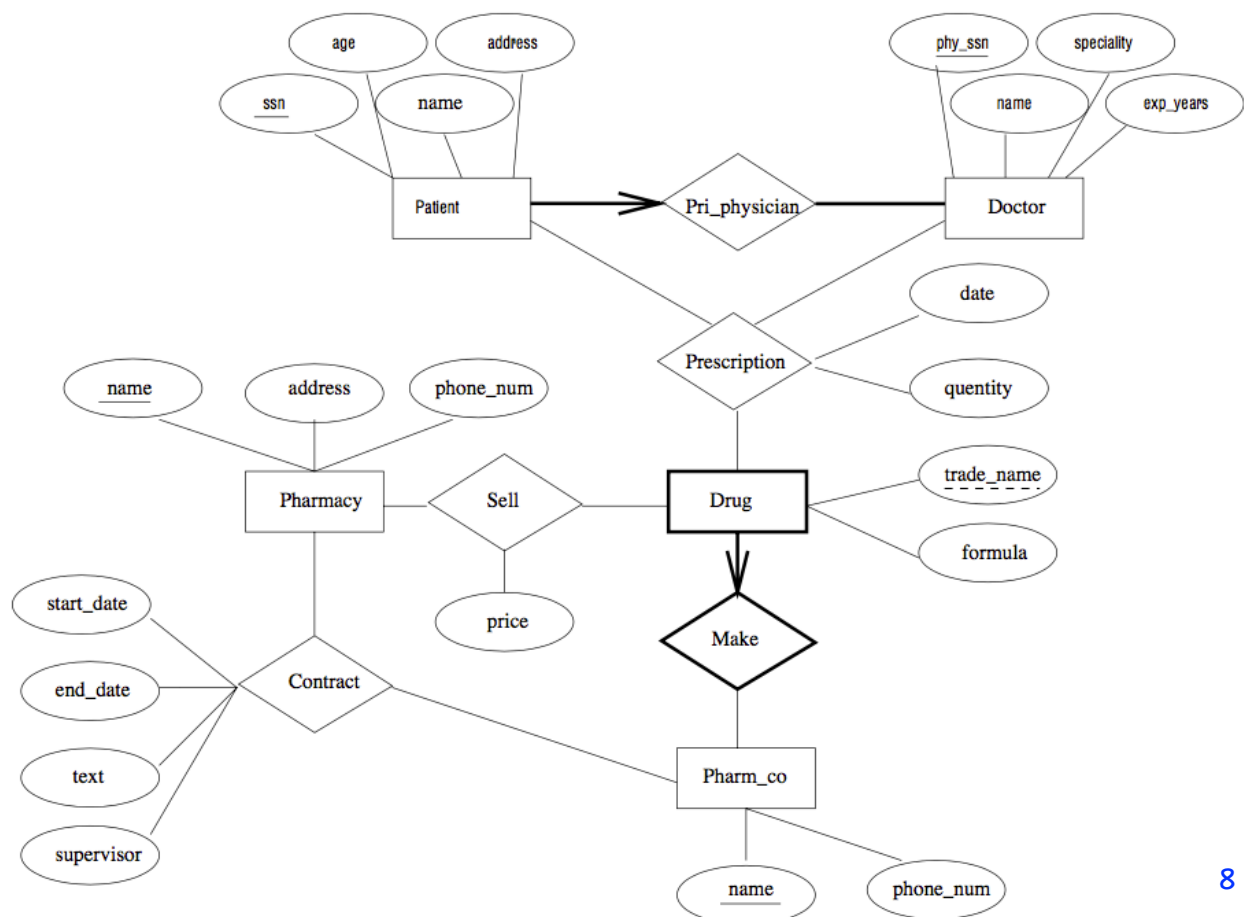 age
address
phy_ssn
speciality
ssn
name
name
exp_years
Patient
Pri_physician
Doctor
date
Prescription
name
address
phone_num
quentity
trade_name
Pharmacy
Sell
Drug
formula
start_date
price
Make
end_date
Contract
text
Pharm_co
supervisor
name
phone_num
8